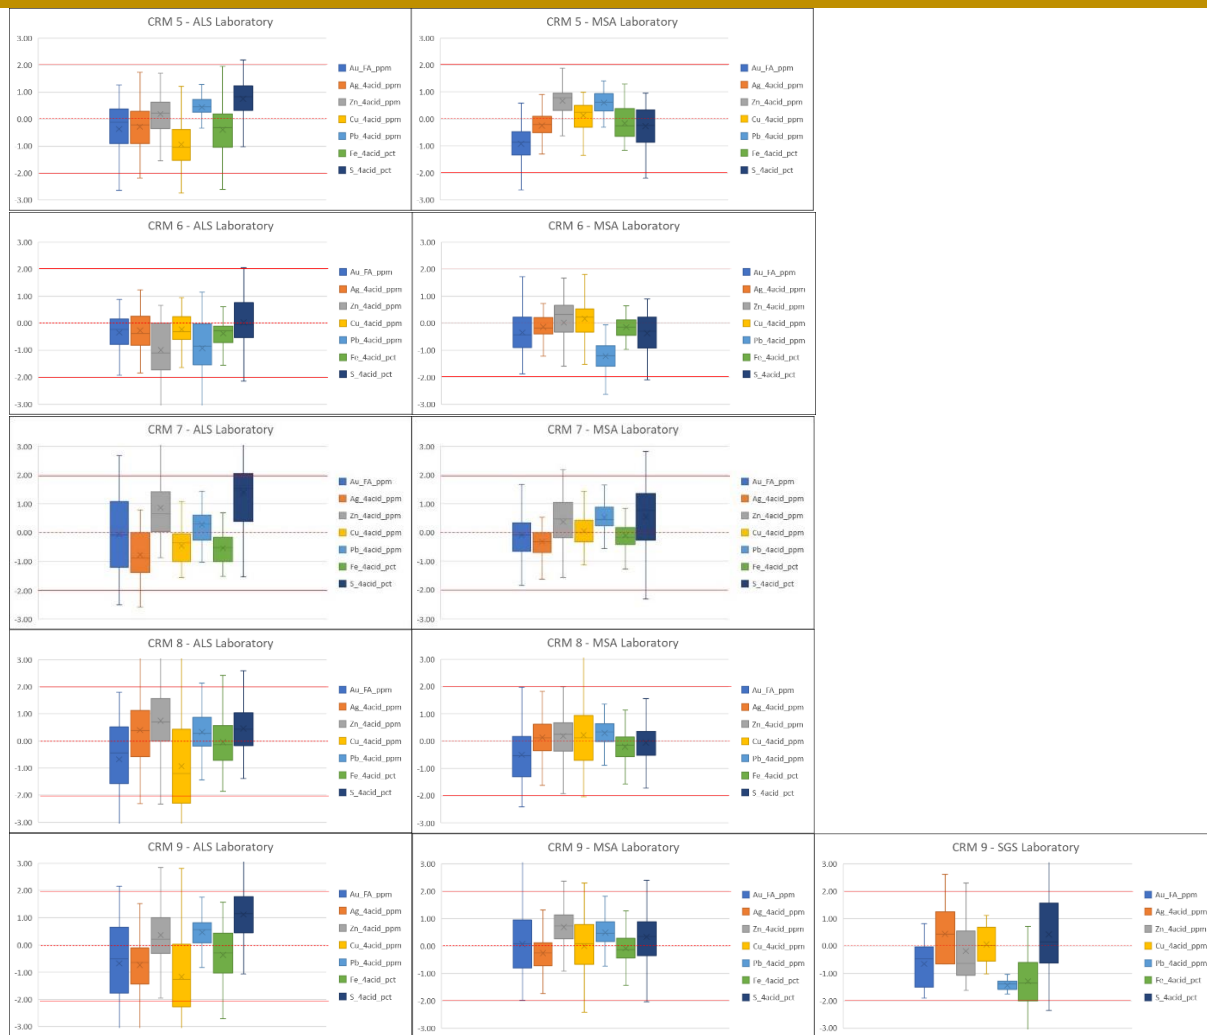 CRM 5 - ALS Laboratory
3.00
2.00
1.00
0.00
1.00
-2.00
-3.00
Au_FA_ppm
Ag_4acid_ppm
Zn_4acid_ppm
Cu_4acid_ppm
Pb_4acid_ppm
Fe_4acid_pct
S_4acid_pct
CRM 5 - MSA Laboratory
3.00
2.00
1.00
0.00
1.00
-2.00
-3.00
Au_FA_ppm
Ag_4acid_ppm
Zn_4acid_ppm
Cu_4acid_ppm
Pb_4acid_ppm
Fe_4acid_pct
S_4acid_pct
CRM 6 - ALS Laboratory
3.00
2.00
1.00
0.00
-1.00
-2.00
-3.00
Au_FA_ppm
Ag_4acid_ppm
Zn_4acid_ppm
Cu_4acid_ppm
Pb_4acid_ppm
Fe_4acid_pct
S_4acid_pct
CRM 6 - MSA Laboratory
3.00
2.00
1.00
0.00
-1.00
-2.00
-3.00
Au_FA_ppm
Ag_4acid_ppm
Zn_4acid_ppm
Cu_4acid_ppm
Pb_4acid_ppm
Fe_4acid_pct
S_4acid_pct
CRM 7 - ALS Laboratory
3.00
2.00
1.00
0.00
-1.00
-2.00
-3.00
Au_FA_ppm
Ag_4acid_ppm
Zn_4acid_ppm
Cu_4acid_ppm
Pb_4acid_ppm
Fe_4acid_pct
S_4acid_pct
CRM 7 - MSA Laboratory
3.00
2.00
1.00
0.00
-1.00
-2.00
-3.00
Au_FA_ppm
Ag_4acid_ppm
Zn_4acid_ppm
Cu_4acid_ppm
Pb_4acid_ppm
Fe_4acid_pct
S_4acid_pct
CRM 8 - ALS Laboratory
3.00
2.00
1.00
0.00
-1.00
-2.00
-3.00
Au_FA_ppm
Ag_4acid_ppm
Zn_4acid_ppm
Cu_4acid_ppm
Pb_4acid_ppm
Fe_4acid_pct
S_4acid_pct
CRM 8 - MSA Laboratory
3.00
2.00
1.00
0.00
-1.00
-2.00
-3.00
Au_FA_ppm
Ag_4acid_ppm
Zn_4acid_ppm
Cu_4acid_ppm
Pb_4acid_ppm
Fe_4acid_pct
S_4acid_pct
CRM 9 - ALS Laboratory
3.00
2.00
1.00
0.00
-1.00
-2.00
-3.00
Au_FA_ppm
Ag_4acid_ppm
Zn_4acid_ppm
Cu_4acid_ppm
Pb_4acid_ppm
Fe_4acid_pct
S_4acid_pct
CRM 9 - MSA Laboratory
3.00
2.00
1.00
0.00
-1.00
-2.00
-3.00
Au_FA_ppm
Ag_4acid_ppm
Zn_4acid_ppm
Cu_4acid_ppm
Pb_4acid_ppm
Fe_4acid_pct
S_4acid_pct
CRM 9 - SGS Laboratory
3.00
2.00
1.00
0.00
-1.00
-2.00
-3.00
Au_FA_ppm
Ag_4acid_ppm
Zn_4acid_ppm
Cu_4acid_ppm
Pb_4acid_ppm
Fe_4acid_pct
S_4acid_pct